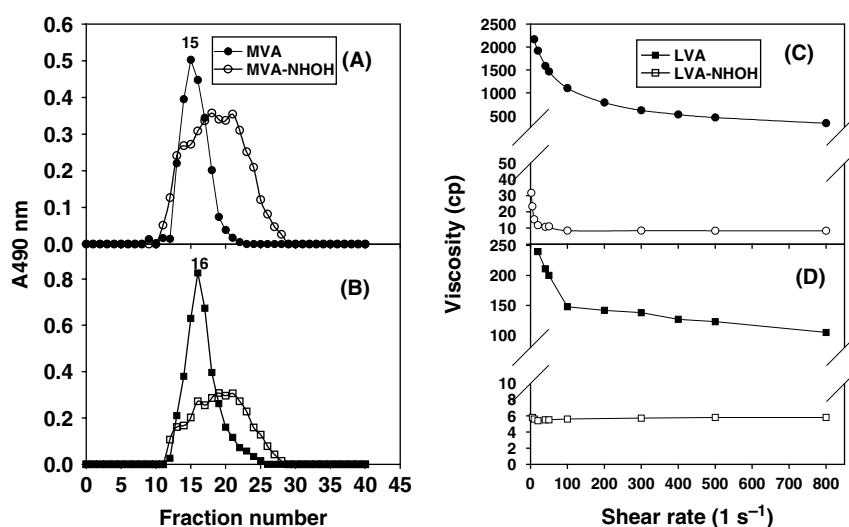 15
MVA
MVA-NHOH
(A)
0.6
0.5
0.4
0.3
0.2
0.1
0.0
16
(B)
0.8
0.6
0.4
0.2
0.0
A490 nm
0 5 10 15 20 25 30 35 40 45
Fraction number
LVA
LVA-NHOH
(C)
2500
2250
2000
1500
1000
500
50
40
30
20
10
0
(D)
250
200
150
100
10
8
6
4
2
0
Viscosity (cp)
0 100 200 300 400 500 600 700 800
Shear rate (1 s⁻¹)